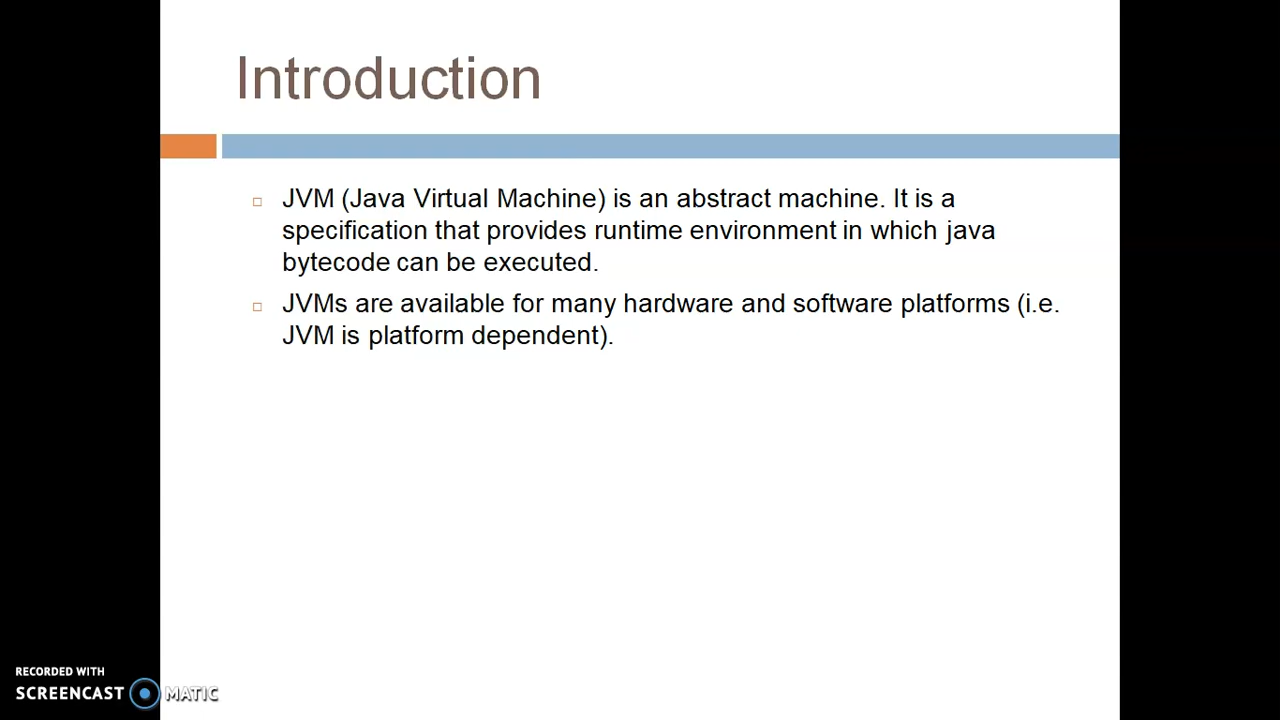 Introduction
JVM (Java Virtual Machine) is an abstract machine. It is a
specification that provides runtime environment in which java
bytecode can be executed.
JVMs are available for many hardware and software platforms (i.e.
JVM is platform dependent).
RECORDED WITH
SCREENCAST MATIC